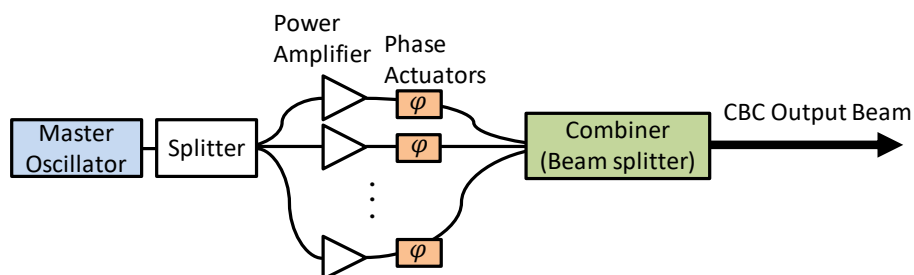 Power
Amplifier
Phase
Actuators
Master
Oscillator
Splitter
φ
φ
⋮
φ
Combiner
(Beam splitter)
CBC Output Beam